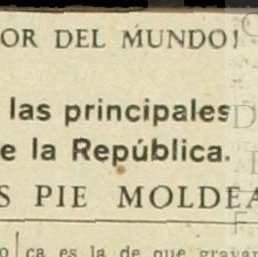 OR DEL MUNDO!
las principales
e la República.
S PIE MOLDEA
ca es la de que gravar